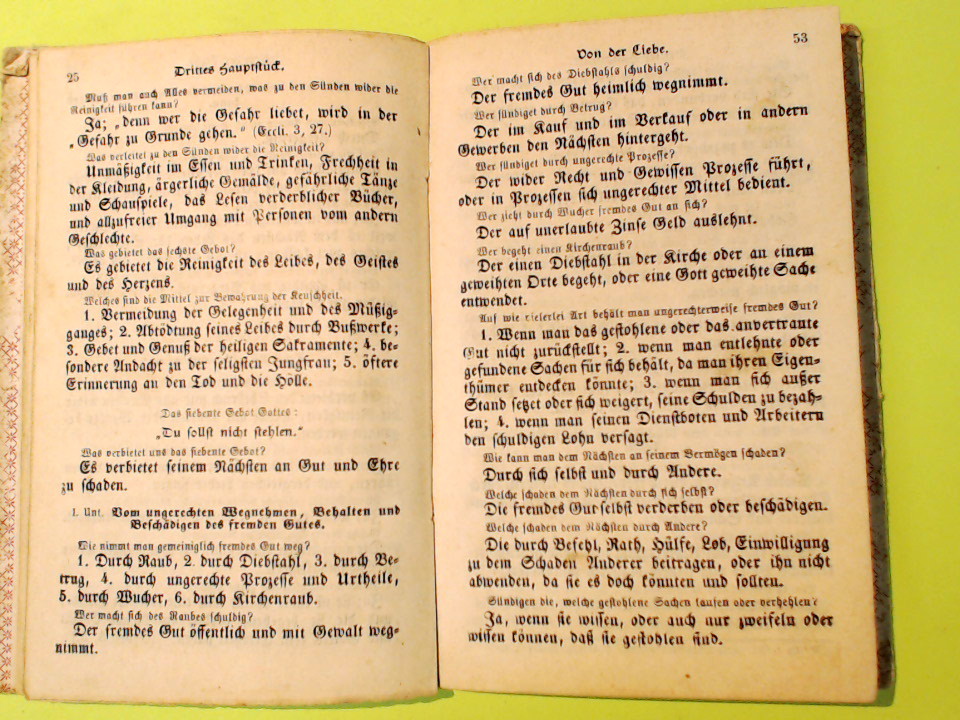 25
Drittes Hauptstück.
Muß man auch Alles vermeiden, was zu den Sünden wider die
Reinigkeit führen kann?
Ja; „denn wer die Gefahr liebet, wird in der
„Gefahr zu Grunde gehen.“ (Eccli. 3, 27.)
Was verleitet zu den Sünden wider die Reinigkeit?
Unmäßigkeit im Essen und Trinken, Frechheit in
der Kleidung, ärgerliche Gemälde, gefährliche Tänze
und Schauspiele, das Lesen verderblicher Bücher,
und allzufreier Umgang mit Personen vom andern
Geschlechte.
Was gebietet das sechste Gebot?
Es gebietet die Reinigkeit des Leibes, des Geistes
und des Herzens.
Welches sind die Mittel zur Bewahrung der Keuschheit.
1. Vermeidung der Gelegenheit und des Müßig-
ganges; 2. Abtödtung seines Leibes durch Bußwerke;
3. Gebet und Genuß der heiligen Sakramente; 4. be-
sondere Andacht zu der seligsten Jungfrau; 5. öftere
Erinnerung an den Tod und die Hölle.
Das siebente Gebot Gottes:
„Du sollst nicht stehlen.“
Was verbietet uns das siebente Gebot?
Es verbietet seinem Nächsten an Gut und Ehre
zu schaden.
1. Unt. Vom ungerechten Wegnehmen, Behalten und
Beschädigen des fremden Gutes.
Wie nimmt man gemeiniglich fremdes Gut weg?
1. Durch Raub, 2. durch Diebstahl, 3. durch Be-
trug, 4. durch ungerechte Prozesse und Urtheile,
5. durch Wucher, 6. durch Kirchenraub.
Wer macht sich des Raubes schuldig?
Der fremdes Gut öffentlich und mit Gewalt weg-
nimmt.
Von der Liebe.
53
Wer macht sich des Diebstahls schuldig?
Der fremdes Gut heimlich wegnimmt.
Wer sündiget durch Betrug?
Der im Kauf und im Verkauf oder in andern
Gewerben den Nächsten hintergeht.
Wer sündiget durch ungerechte Prozesse?
Der wider Recht und Gewissen Prozesse führt,
oder in Prozessen sich ungerechter Mittel bedient.
Wer zieht durch Wucher fremdes Gut an sich?
Der auf unerlaubte Zinse Geld auslehnt.
Wer begeht einen Kirchenraub?
Der einen Diebstahl in der Kirche oder an einem
geweihten Orte begeht, oder eine Gott geweihte Sache
entwendet.
Auf wie vielerlei Art behält man ungerechterweise fremdes Gut?
1. Wenn man das gestohlene oder das anvertraute
Gut nicht zurückstellt; 2. wenn man entlehnte oder
gefundene Sachen für sich behält, da man ihren Eigen-
thümer entdecken könnte; 3. wenn man sich außer
Stand setzet oder sich weigert, seine Schulden zu bezah-
len; 4. wenn man seinen Dienstboten und Arbeitern
den schuldigen Lohn versagt.
Wie kann man dem Nächsten an seinem Vermögen schaden?
Durch sich selbst und durch Andere.
Welche schaden dem Nächsten durch sich selbst?
Die fremdes Gut selbst verderben oder beschädigen.
Welche schaden dem Nächsten durch Andere?
Die durch Befehl, Rath, Hülfe, Lob, Einwilligung
zu dem Schaden Anderer beitragen, oder ihn nicht
abwenden, da sie es doch könnten und sollten.
Sündigen die, welche gestohlene Sachen kaufen oder verhehlen?
Ja, wenn sie wissen, oder auch nur zweifeln oder
wissen können, daß sie gestohlen sind.